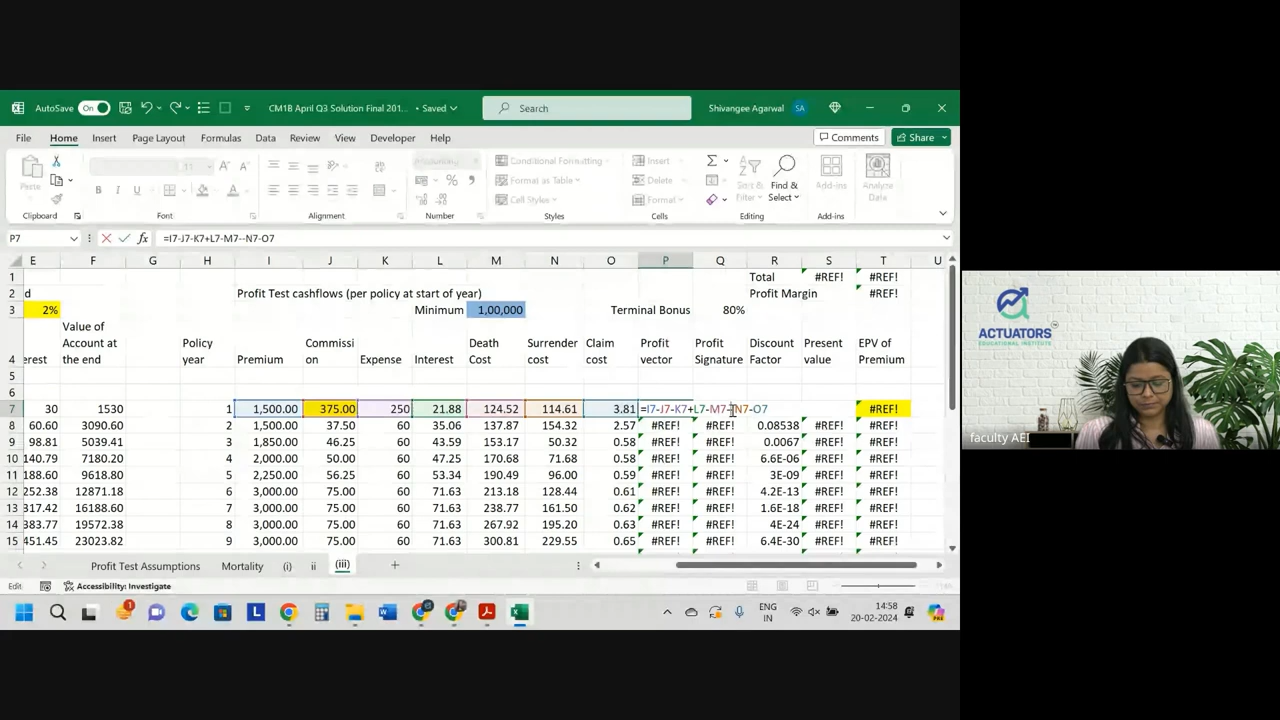 AutoSave On CM1B April Q3 Solution Final 201... • Saved Search Shivangee Agarwal SA
File Home Insert Page Layout Formulas Data Review View Developer Help Comments Share
Paste B I U Conditional Formatting Format as Table Cell Styles Insert Delete Format Sort & Filter Find & Select Add-ins Analyze Data
Clipboard Font Alignment Number Styles Cells Editing Add-ins
P7 fx =I7-J7-K7+L7-M7--N7-O7
E F G H I J K L M N O P Q R S T U
1 Total #REF! #REF!
2 d Profit Test cashflows (per policy at start of year) Profit Margin #REF!
3 2% Minimum 1,00,000 Terminal Bonus 80%
Value of
Account at Policy Commissi Death Surrender Claim Profit Profit Discount Present EPV of
4 erest the end year Premium on Expense Interest Cost cost cost vector Signature Factor value Premium
5
6
7 30 1530 1 1,500.00 375.00 250 21.88 124.52 114.61 3.81 =I7-J7-K7+L7-M7--N7-O7 #REF!
8 60.60 3090.60 2 1,500.00 37.50 60 35.06 137.87 154.32 2.57 #REF! #REF! 0.08538 #REF! #REF!
9 98.81 5039.41 3 1,850.00 46.25 60 43.59 153.17 50.32 0.58 #REF! #REF! 0.0067 #REF! #REF!
10 140.79 7180.20 4 2,000.00 50.00 60 47.25 170.68 71.68 0.58 #REF! #REF! 6.6E-06 #REF! #REF!
11 188.60 9618.80 5 2,250.00 56.25 60 53.34 190.49 96.00 0.59 #REF! #REF! 3E-09 #REF! #REF!
12 252.38 12871.18 6 3,000.00 75.00 60 71.63 213.18 128.44 0.61 #REF! #REF! 4.2E-13 #REF! #REF!
13 317.42 16188.60 7 3,000.00 75.00 60 71.63 238.77 161.50 0.62 #REF! #REF! 1.6E-18 #REF! #REF!
14 383.77 19572.38 8 3,000.00 75.00 60 71.63 267.92 195.20 0.63 #REF! #REF! 4E-24 #REF! #REF!
15 451.45 23023.82 9 3,000.00 75.00 60 71.63 300.81 229.55 0.65 #REF! #REF! 6.4E-30 #REF! #REF!
Profit Test Assumptions Mortality (i) ii (iii)
Edit Accessibility: Investigate
ENG 14:58
IN 20-02-2024
ACTUATORS
EDUCATIONAL INSTITUTE
faculty AEI